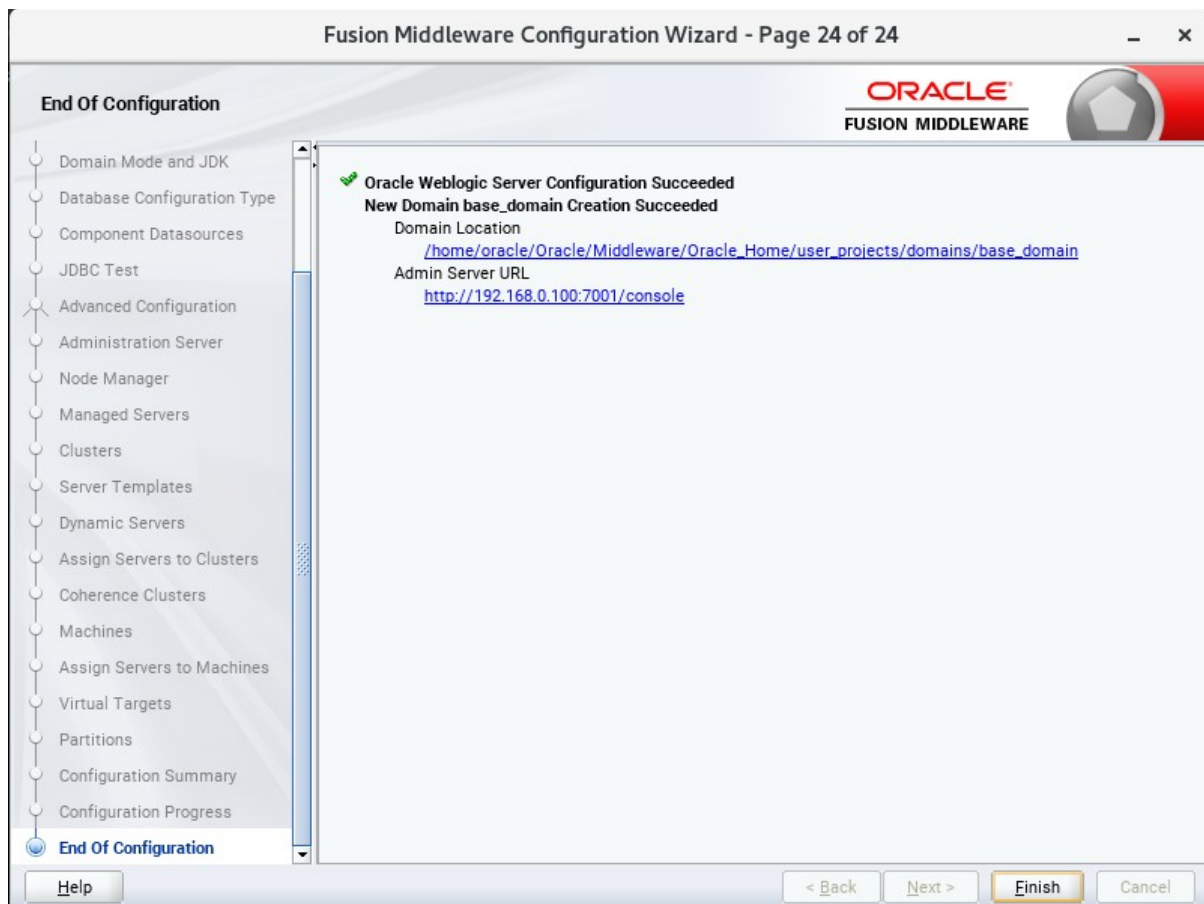 Fusion Middleware Configuration Wizard - Page 24 of 24
End Of Configuration
ORACLE
FUSION MIDDLEWARE
Domain Mode and JDK
Database Configuration Type
Component Datasources
JDBC Test
Advanced Configuration
Administration Server
Node Manager
Managed Servers
Clusters
Server Templates
Dynamic Servers
Assign Servers to Clusters
Coherence Clusters
Machines
Assign Servers to Machines
Virtual Targets
Partitions
Configuration Summary
Configuration Progress
End Of Configuration
Oracle Weblogic Server Configuration Succeeded
New Domain base_domain Creation Succeeded
Domain Location
/home/oracle/Oracle/Middleware/Oracle_Home/user_projects/domains/base_domain
Admin Server URL
http://192.168.0.100:7001/console
Help
< Back
Next >
Finish
Cancel